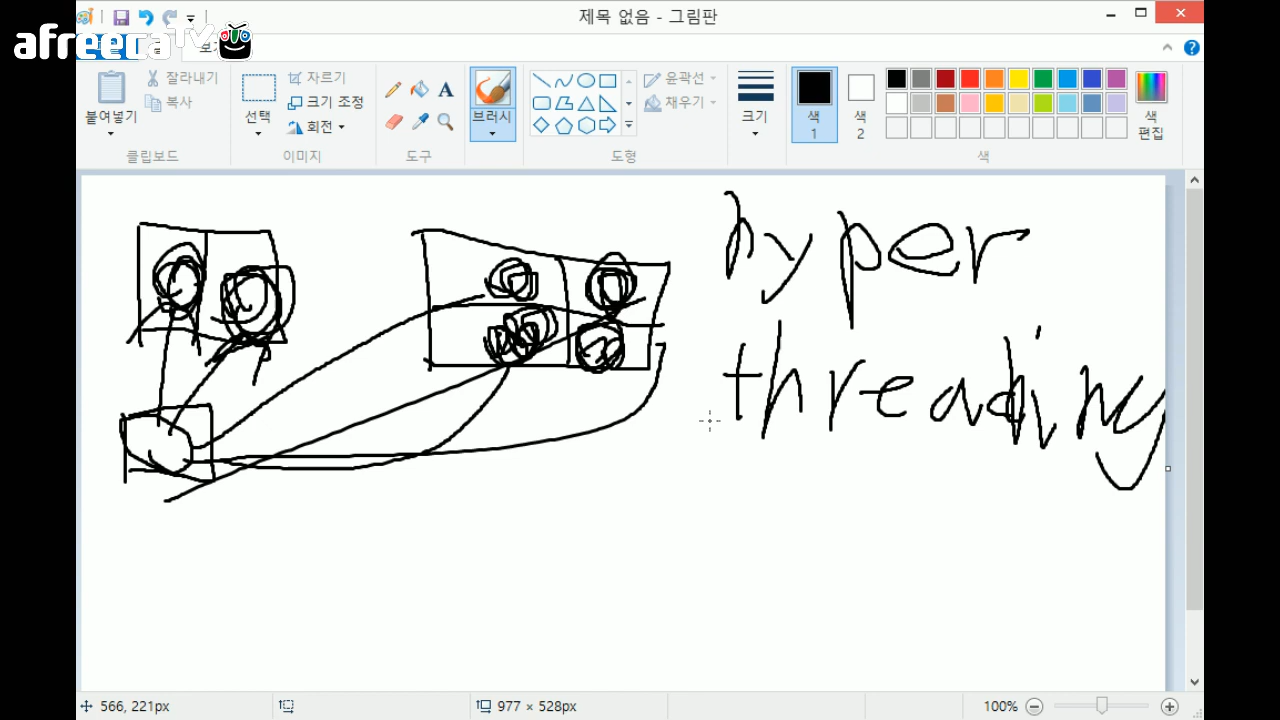 제목 없음 - 그림판
afreecaTV
붙여넣기
잘라내기
복사
클립보드
선택
자르기
크기 조정
회전
이미지
A
도구
브러시
윤곽선
채우기
도형
크기
색
1
색
2
색
편집
색
hyper
threading
566, 221px
977 × 528px
100%